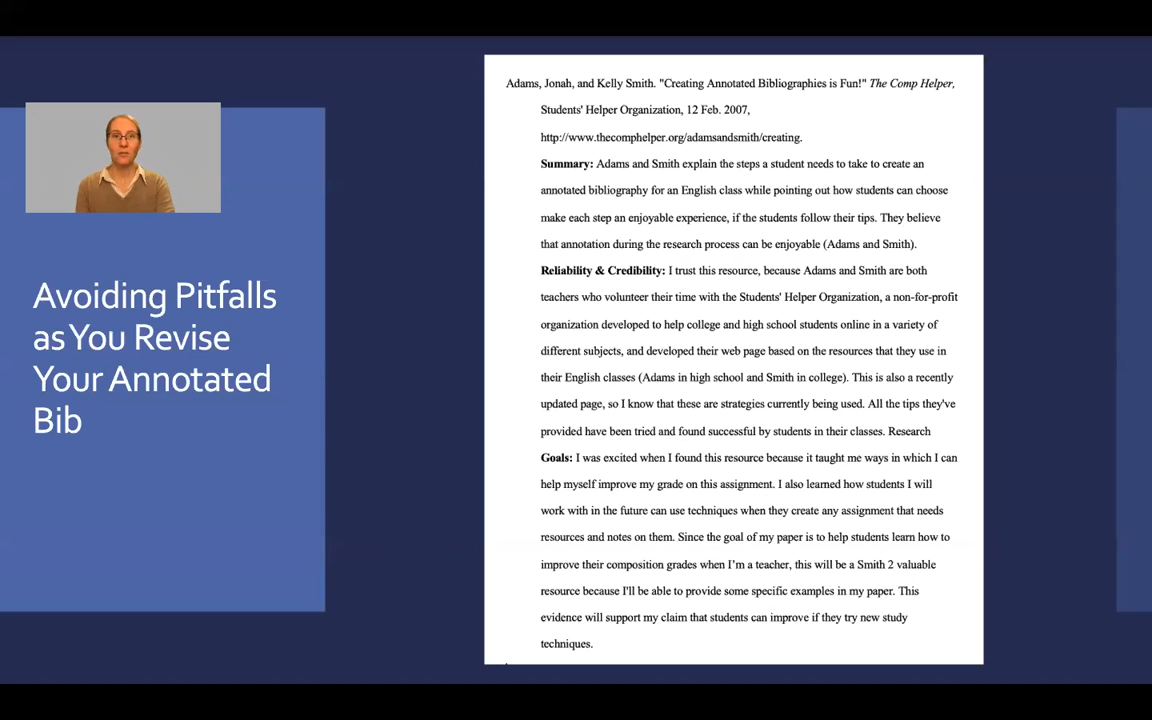 Avoiding Pitfalls
as You Revise
Your Annotated
Bib
Adams, Jonah, and Kelly Smith. "Creating Annotated Bibliographies is Fun!" The Comp Helper,
Students' Helper Organization, 12 Feb. 2007,
http://www.thecomphelper.org/adamsandsmith/creating.
Summary: Adams and Smith explain the steps a student needs to take to create an
annotated bibliography for an English class while pointing out how students can choose
make each step an enjoyable experience, if the students follow their tips. They believe
that annotation during the research process can be enjoyable (Adams and Smith).
Reliability & Credibility: I trust this resource, because Adams and Smith are both
teachers who volunteer their time with the Students' Helper Organization, a non-for-profit
organization developed to help college and high school students online in a variety of
different subjects, and developed their web page based on the resources that they use in
their English classes (Adams in high school and Smith in college). This is also a recently
updated page, so I know that these are strategies currently being used. All the tips they've
provided have been tried and found successful by students in their classes. Research
Goals: I was excited when I found this resource because it taught me ways in which I can
help myself improve my grade on this assignment. I also learned how students I will
work with in the future can use techniques when they create any assignment that needs
resources and notes on them. Since the goal of my paper is to help students learn how to
improve their composition grades when I'm a teacher, this will be a Smith 2 valuable
resource because I'll be able to provide some specific examples in my paper. This
evidence will support my claim that students can improve if they try new study
techniques.